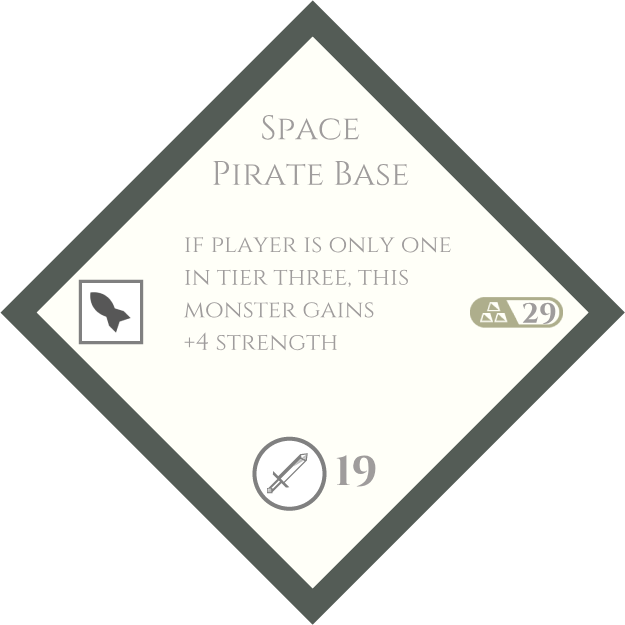 Space
Pirate Base
if player is only one
in tier three, this
monster gains
+4 strength
29
19